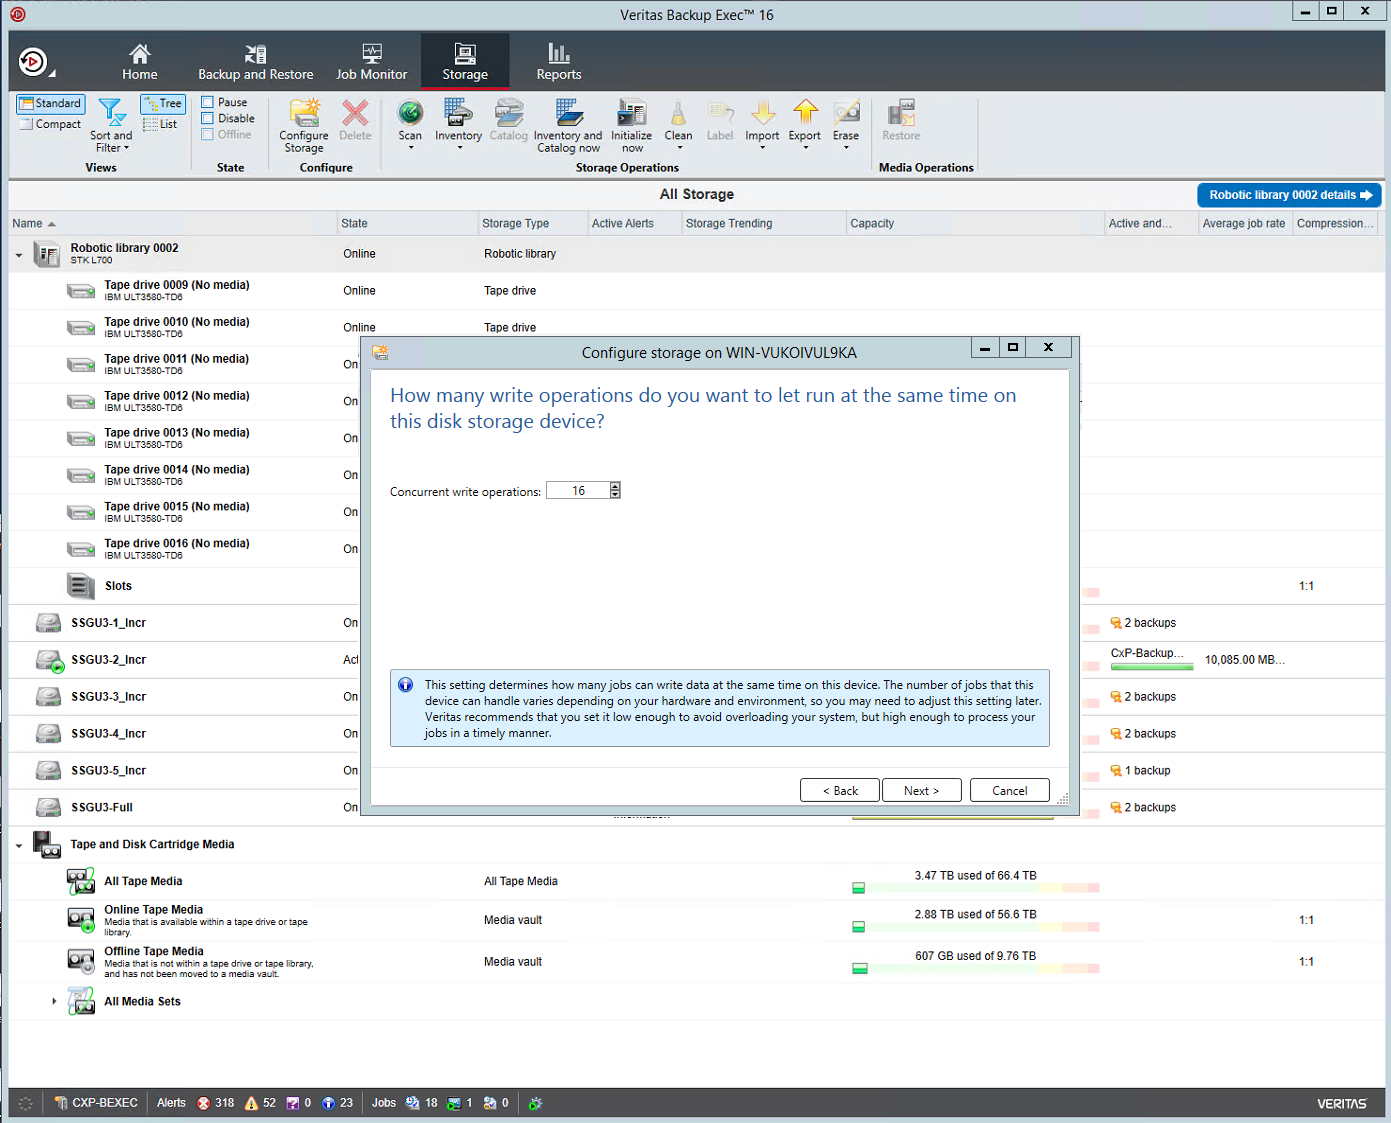 Veritas Backup Exec™ 16
Home
Backup and Restore
Job Monitor
Storage
Reports
Standard
Compact
Sort and Filter
Tree
List
Views
Pause
Disable
Offline
State
Configure Storage
Delete
Configure
Scan
Inventory
Catalog
Inventory and Catalog now
Initialize now
Clean
Label
Import
Export
Erase
Storage Operations
Restore
Media Operations
All Storage
Robotic library 0002 details
Name State Storage Type Active Alerts Storage Trending Capacity Active and... Average job rate Compression...
Robotic library 0002
STK L700
Online Robotic library
Tape drive 0009 (No media)
IBM ULT3580-TD6
Online Tape drive
Tape drive 0010 (No media)
IBM ULT3580-TD6
Online Tape drive
Tape drive 0011 (No media)
IBM ULT3580-TD6
On
Tape drive 0012 (No media)
IBM ULT3580-TD6
On
Tape drive 0013 (No media)
IBM ULT3580-TD6
On
Tape drive 0014 (No media)
IBM ULT3580-TD6
On
Tape drive 0015 (No media)
IBM ULT3580-TD6
On
Tape drive 0016 (No media)
IBM ULT3580-TD6
On
Slots 1:1
SSGU3-1_Incr On 2 backups
SSGU3-2_Incr Act CxP-Backup... 10,085.00 MB...
SSGU3-3_Incr On 2 backups
SSGU3-4_Incr On 2 backups
SSGU3-5_Incr On 1 backup
SSGU3-Full On 2 backups
Configure storage on WIN-VUKOIVUL9KA
How many write operations do you want to let run at the same time on
this disk storage device?
Concurrent write operations: 16
This setting determines how many jobs can write data at the same time on this device. The number of jobs that this
device can handle varies depending on your hardware and environment, so you may need to adjust this setting later.
Veritas recommends that you set it low enough to avoid overloading your system, but high enough to process your
jobs in a timely manner.
< Back
Next >
Cancel
Tape and Disk Cartridge Media
All Tape Media All Tape Media 3.47 TB used of 66.4 TB
Online Tape Media
Media that is available within a tape drive or tape
library.
Media vault 2.88 TB used of 56.6 TB 1:1
Offline Tape Media
Media that is not within a tape drive or tape library,
and has not been moved to a media vault.
Media vault 607 GB used of 9.76 TB 1:1
All Media Sets
CXP-BEXEC Alerts 318 52 0 23 Jobs 18 1 0
VERITAS